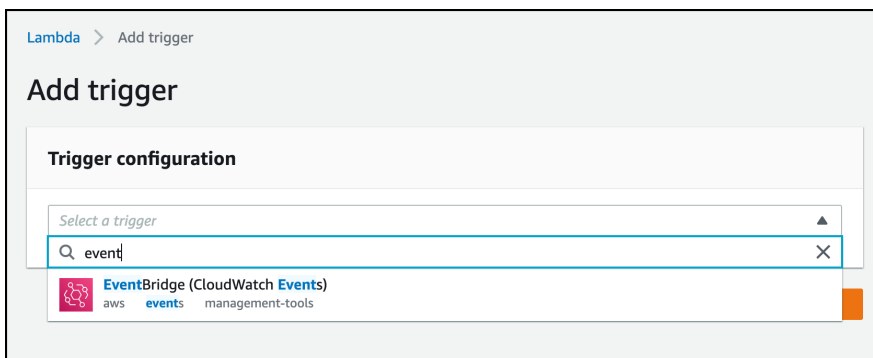 Lambda > Add trigger
Add trigger
Trigger configuration
Select a trigger
event
EventBridge (CloudWatch Events)
aws events management-tools